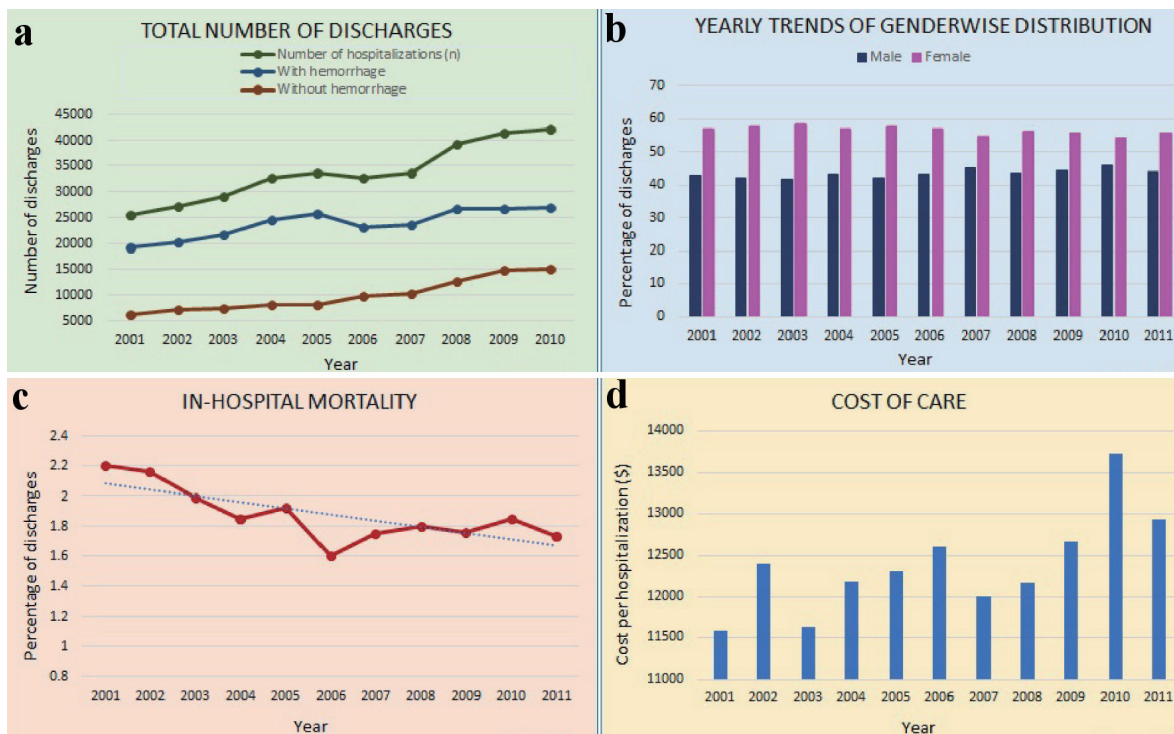 a
TOTAL NUMBER OF DISCHARGES
Number of hospitalizations (n)
With hemorrhage
Without hemorrhage
Number of discharges
45000
40000
35000
30000
25000
20000
15000
10000
5000
2001 2002 2003 2004 2005 2006 2007 2008 2009 2010
Year
b
YEARLY TRENDS OF GENDERWISE DISTRIBUTION
Male Female
Percentage of discharges
70
60
50
40
30
20
10
0
2001 2002 2003 2004 2005 2006 2007 2008 2009 2010 2011
Year
c
IN-HOSPITAL MORTALITY
Percentage of discharges
2.4
2.2
2
1.8
1.6
1.4
1.2
1
0.8
2001 2002 2003 2004 2005 2006 2007 2008 2009 2010 2011
Year
d
COST OF CARE
Cost per hospitalization ($)
14000
13500
13000
12500
12000
11500
11000
2001 2002 2003 2004 2005 2006 2007 2008 2009 2010 2011
Year